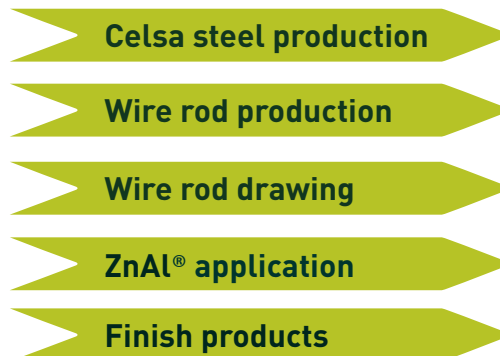 Celsa steel production
Wire rod production
Wire rod drawing
ZnAl® application
Finish products